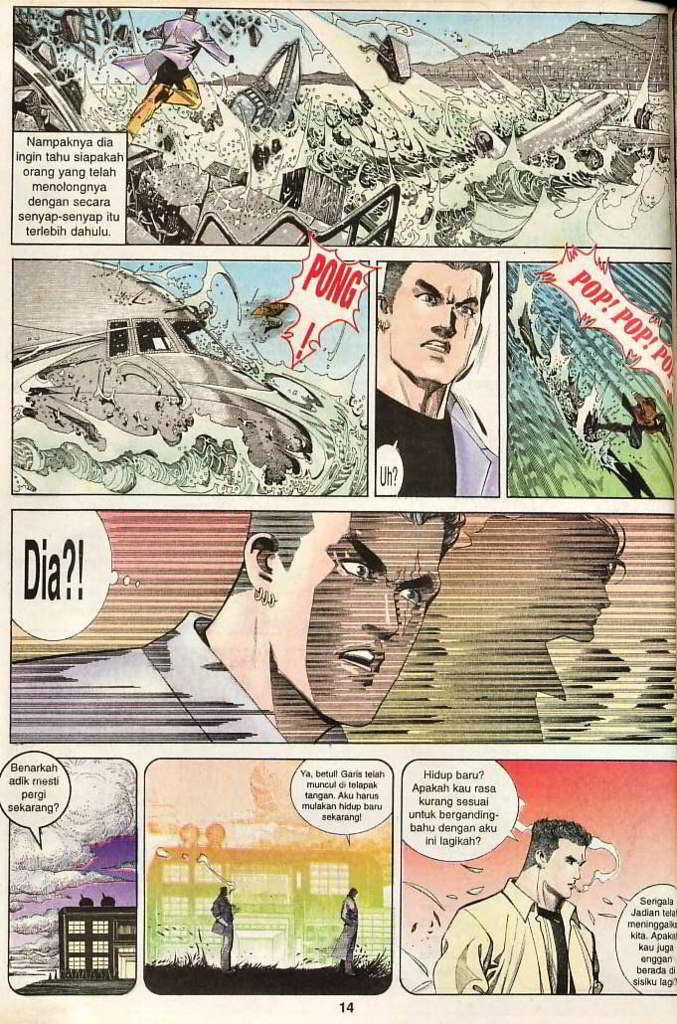 Nampaknya dia
ingin tahu siapakah
orang yang telah
menolongnya
dengan secara
senyap-senyap itu
terlebih dahulu.
PONG
!
Uh?
POP! POP! POP!
Dia?!
Benarkah
adik mesti
pergi
sekarang?
Ya, betul! Garis telah
muncul di telapak
tangan. Aku harus
mulakan hidup baru
sekarang!
Hidup baru?
Apakah kau rasa
kurang sesuai
untuk berganding-
bahu dengan aku
ini lagikah?
Serigala
Jadian telah
meninggalkan
kita. Apakah
kau juga
enggan
berada di
sisiku lagi?
14